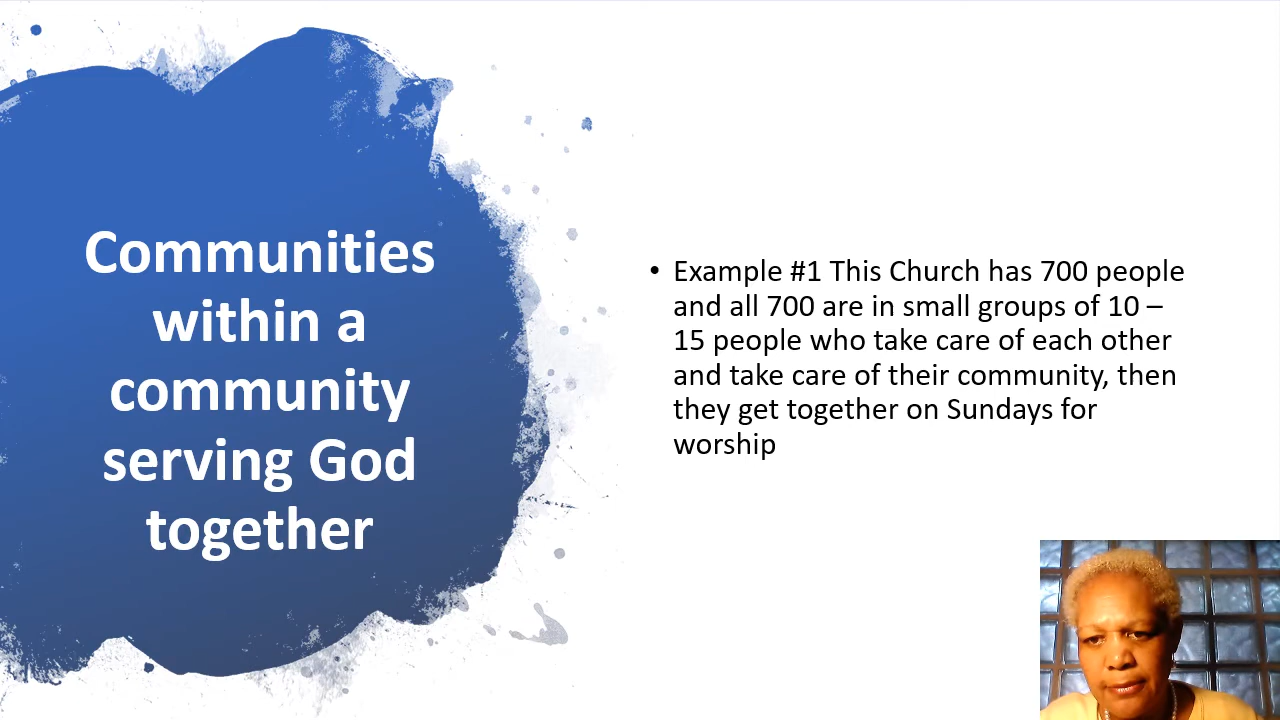 Communities
within a
community
serving God
together
• Example #1 This Church has 700 people
and all 700 are in small groups of 10 –
15 people who take care of each other
and take care of their community, then
they get together on Sundays for
worship